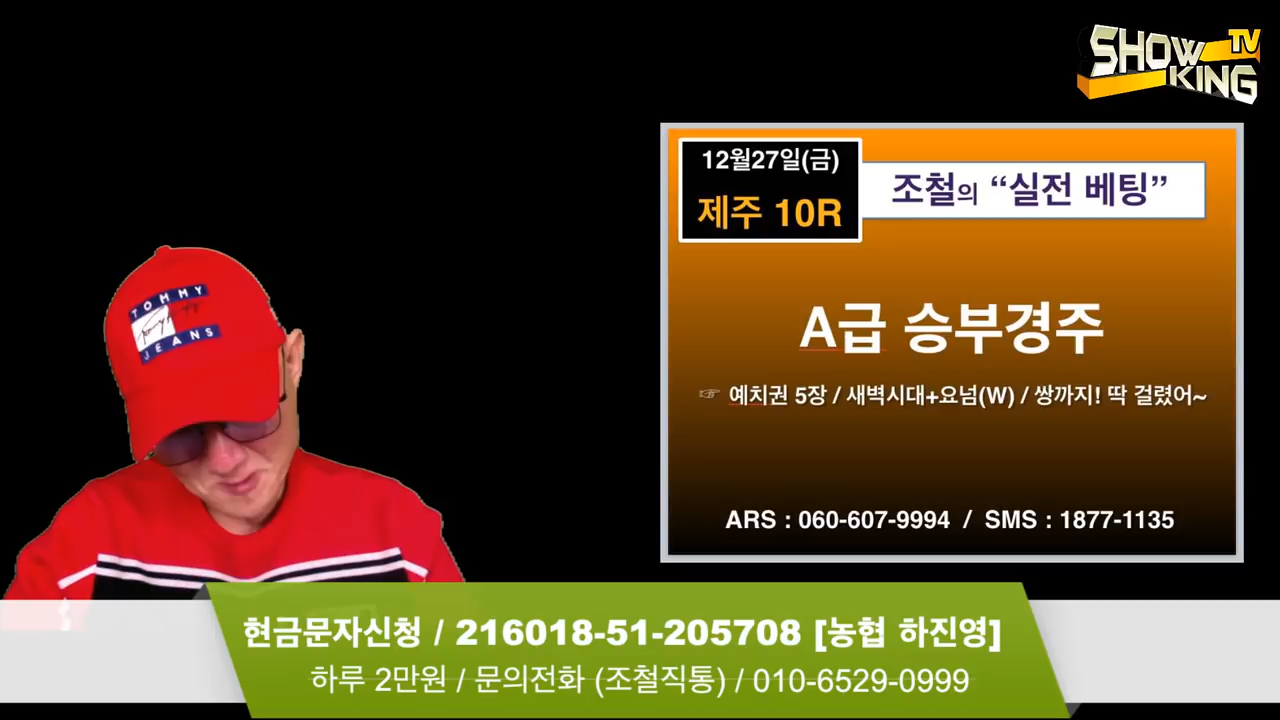 SHOW TV
KING
12월27일(금)
제주 10R
조철의 “실전 베팅”
TOMMY
JEANS
A급 승부경주
☞ 예치권 5장 / 새벽시대+요넘(W) / 쌍까지! 딱 걸렸어~
ARS : 060-607-9994 / SMS : 1877-1135
현금문자신청 / 216018-51-205708 [농협 하진영]
하루 2만원 / 문의전화 (조철직통) / 010-6529-0999